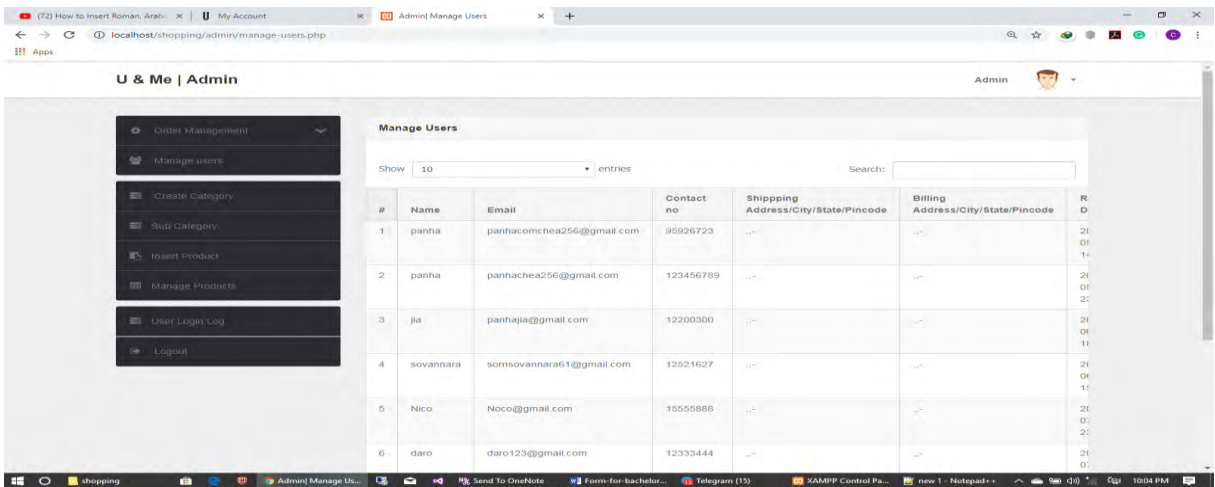 (72) How to Insert Roman, Arabi
My Account
Admin| Manage Users
localhost/shopping/admin/manage-users.php
Apps
U & Me | Admin
Admin
Order Management
Manage users
Create Category
Sub Category
Insert Product
Manage Products
User Login Log
Logout
Manage Users
Show 10 entries
Search:
# Name Email Contact no Shippping Address/City/State/Pincode Billing Address/City/State/Pincode R D
1 panha panhacomchea256@gmail.com 95926723 ,,- ,,-
2 panha panhachea256@gmail.com 123456789 ,,- ,,-
3 jia panhajia@gmail.com 12200300 ,,- ,,-
4 sovannara sornsovannara61@gmail.com 12521627 ,,- ,,-
5 Nico Noco@gmail.com 15555888 ,,- ,,-
6 daro daro123@gmail.com 12333444 ,,- ,,-
shopping
Admin| Manage Us...
Send To OneNote
Form-for-bachelor...
Telegram (15)
XAMPP Control Pa...
new 1 - Notepad++
10:04 PM